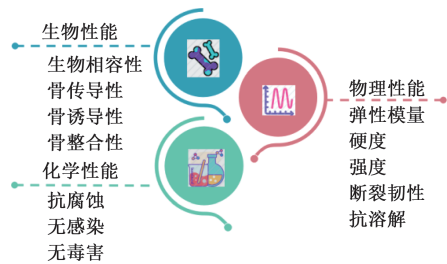 生物性能
生物相容性
骨传导性
骨诱导性
骨整合性
化学性能
抗腐蚀
无感染
无毒害
物理性能
弹性模量
硬度
强度
断裂韧性
抗溶解